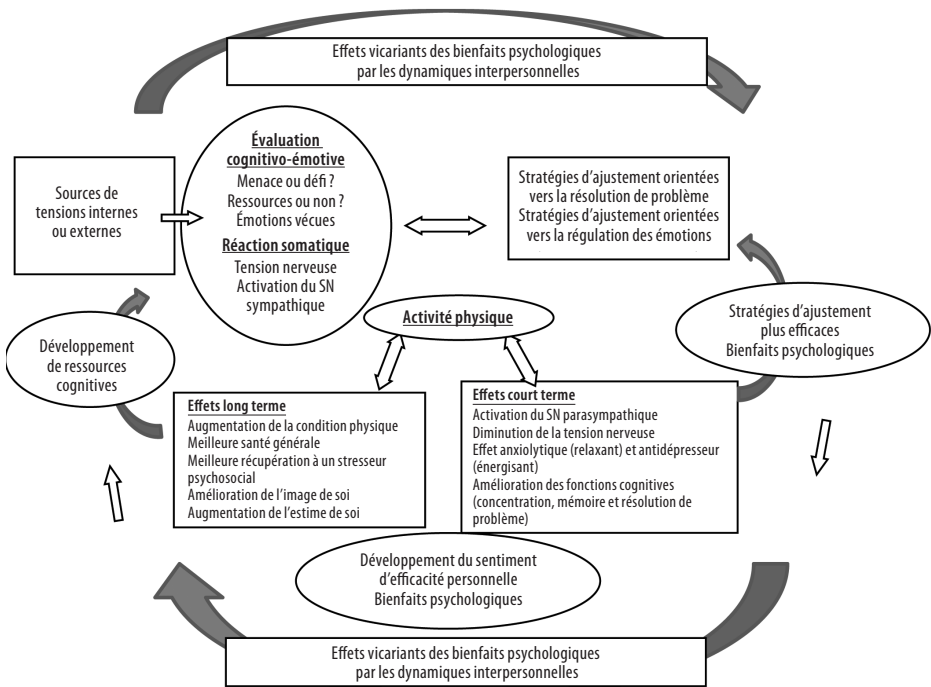 Effets vicariants des bienfaits psychologiques
par les dynamiques interpersonnelles
Sources de
tensions internes
ou externes
Évaluation
cognitivo-émotive
Menace ou défi ?
Ressources ou non ?
Émotions vécues
Réaction somatique
Tension nerveuse
Activation du SN
sympathique
Stratégies d’ajustement orientées
vers la résolution de problème
Stratégies d’ajustement orientées
vers la régulation des émotions
Activité physique
Développement
de ressources
cognitives
Stratégies d’ajustement
plus efficaces
Bienfaits psychologiques
Effets long terme
Augmentation de la condition physique
Meilleure santé générale
Meilleure récupération à un stresseur
psychosocial
Amélioration de l’image de soi
Augmentation de l’estime de soi
Effets court terme
Activation du SN parasympathique
Diminution de la tension nerveuse
Effet anxiolytique (relaxant) et antidépresseur
(énergisant)
Amélioration des fonctions cognitives
(concentration, mémoire et résolution de
problème)
Développement du sentiment
d’efficacité personnelle
Bienfaits psychologiques
Effets vicariants des bienfaits psychologiques
par les dynamiques interpersonnelles